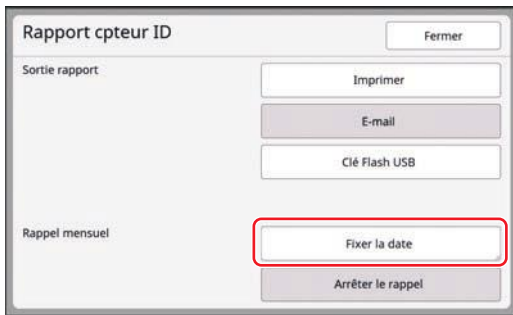 Rapport cpteur ID
Fermer
Sortie rapport
Imprimer
E-mail
Clé Flash USB
Rappel mensuel
Fixer la date
Arrêter le rappel